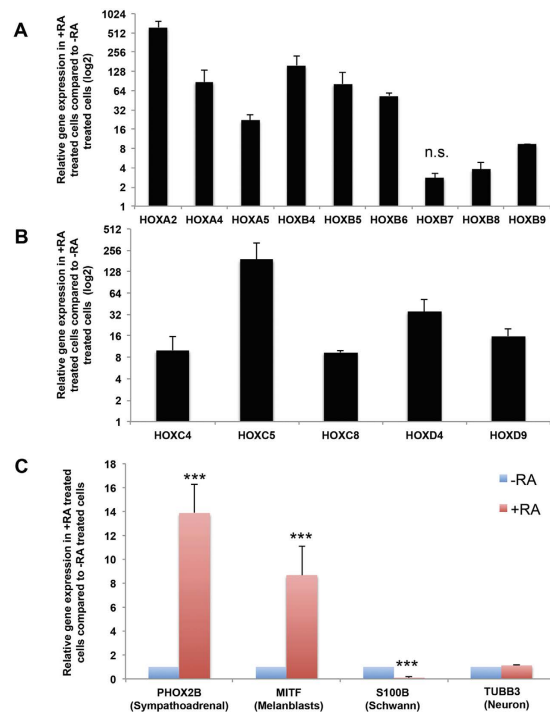 A
Relative gene expression in +RA
treated cells compared to -RA
treated cells (log2)
1024
512
256
128
64
32
16
8
4
2
1
n.s.
HOXA2 HOXA4 HOXA5 HOXB4 HOXB5 HOXB6 HOXB7 HOXB8 HOXB9
B
Relative gene expression in +RA
treated cells compared to -RA
treated cells (log2)
512
256
128
64
32
16
8
4
2
1
HOXC4 HOXC5 HOXC8 HOXD4 HOXD9
C
Relative gene expression in +RA treated
cells compared to -RA treated cells
18
16
14
12
10
8
6
4
2
0
***
***
***
-RA
+RA
PHOX2B MITF S100B TUBB3
(Sympathoadrenal) (Melanblasts) (Schwann) (Neuron)